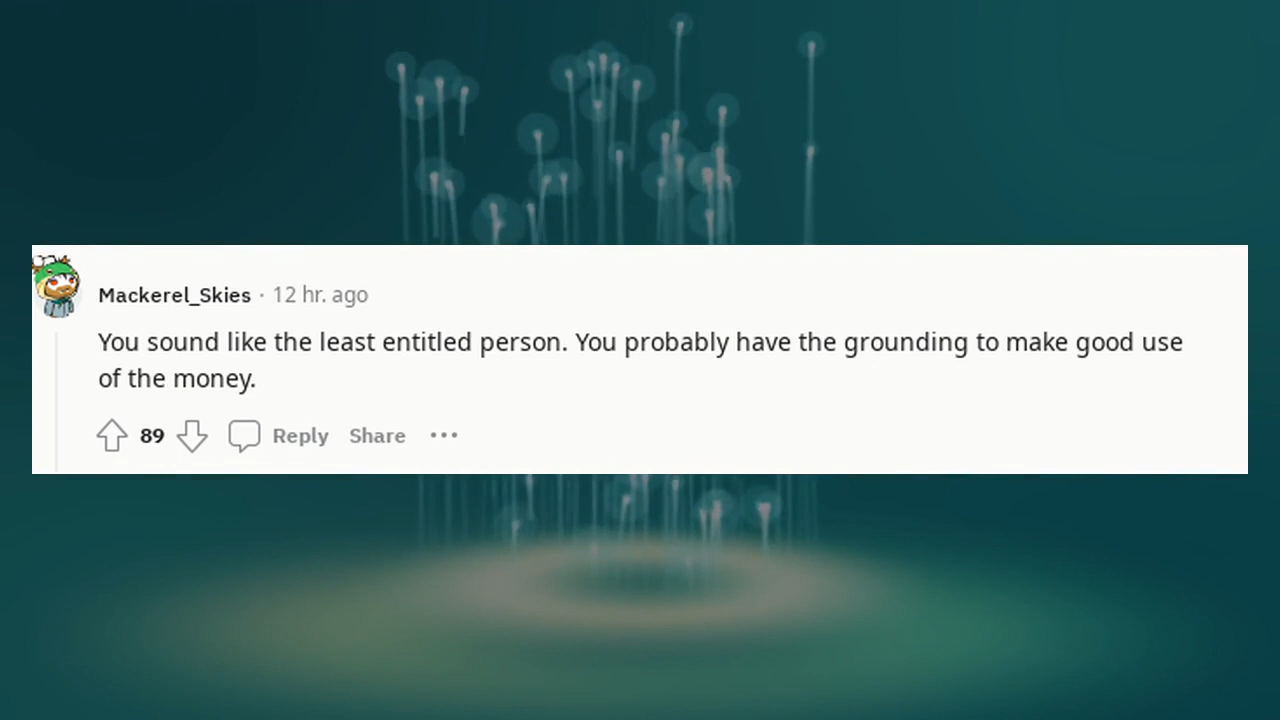 Mackerel_Skies · 12 hr. ago
You sound like the least entitled person. You probably have the grounding to make good use
of the money.
89 Reply Share ...